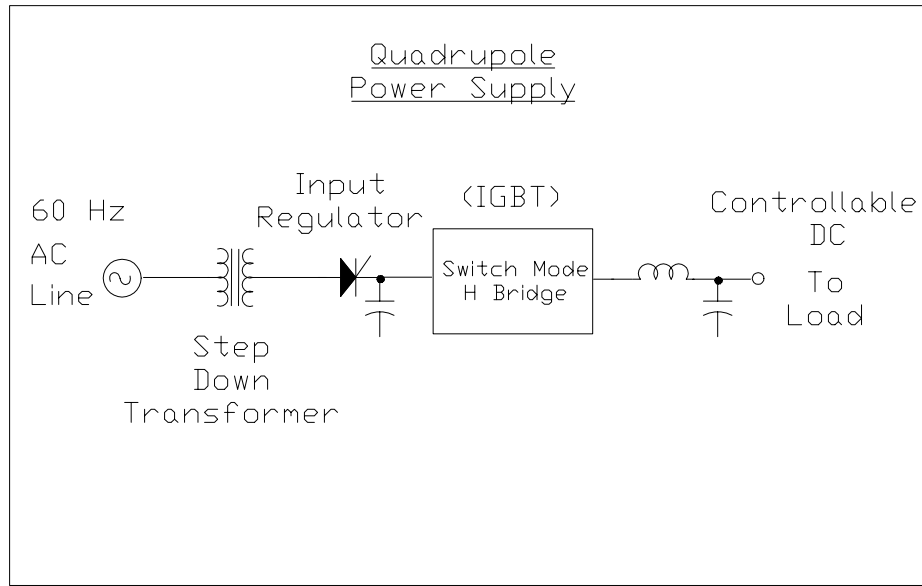 Quadrupole
Power Supply
60 Hz
AC
Line
Step
Down
Transformer
Input
Regulator
(IGBT)
Switch Mode
H Bridge
Controllable
DC
To
Load